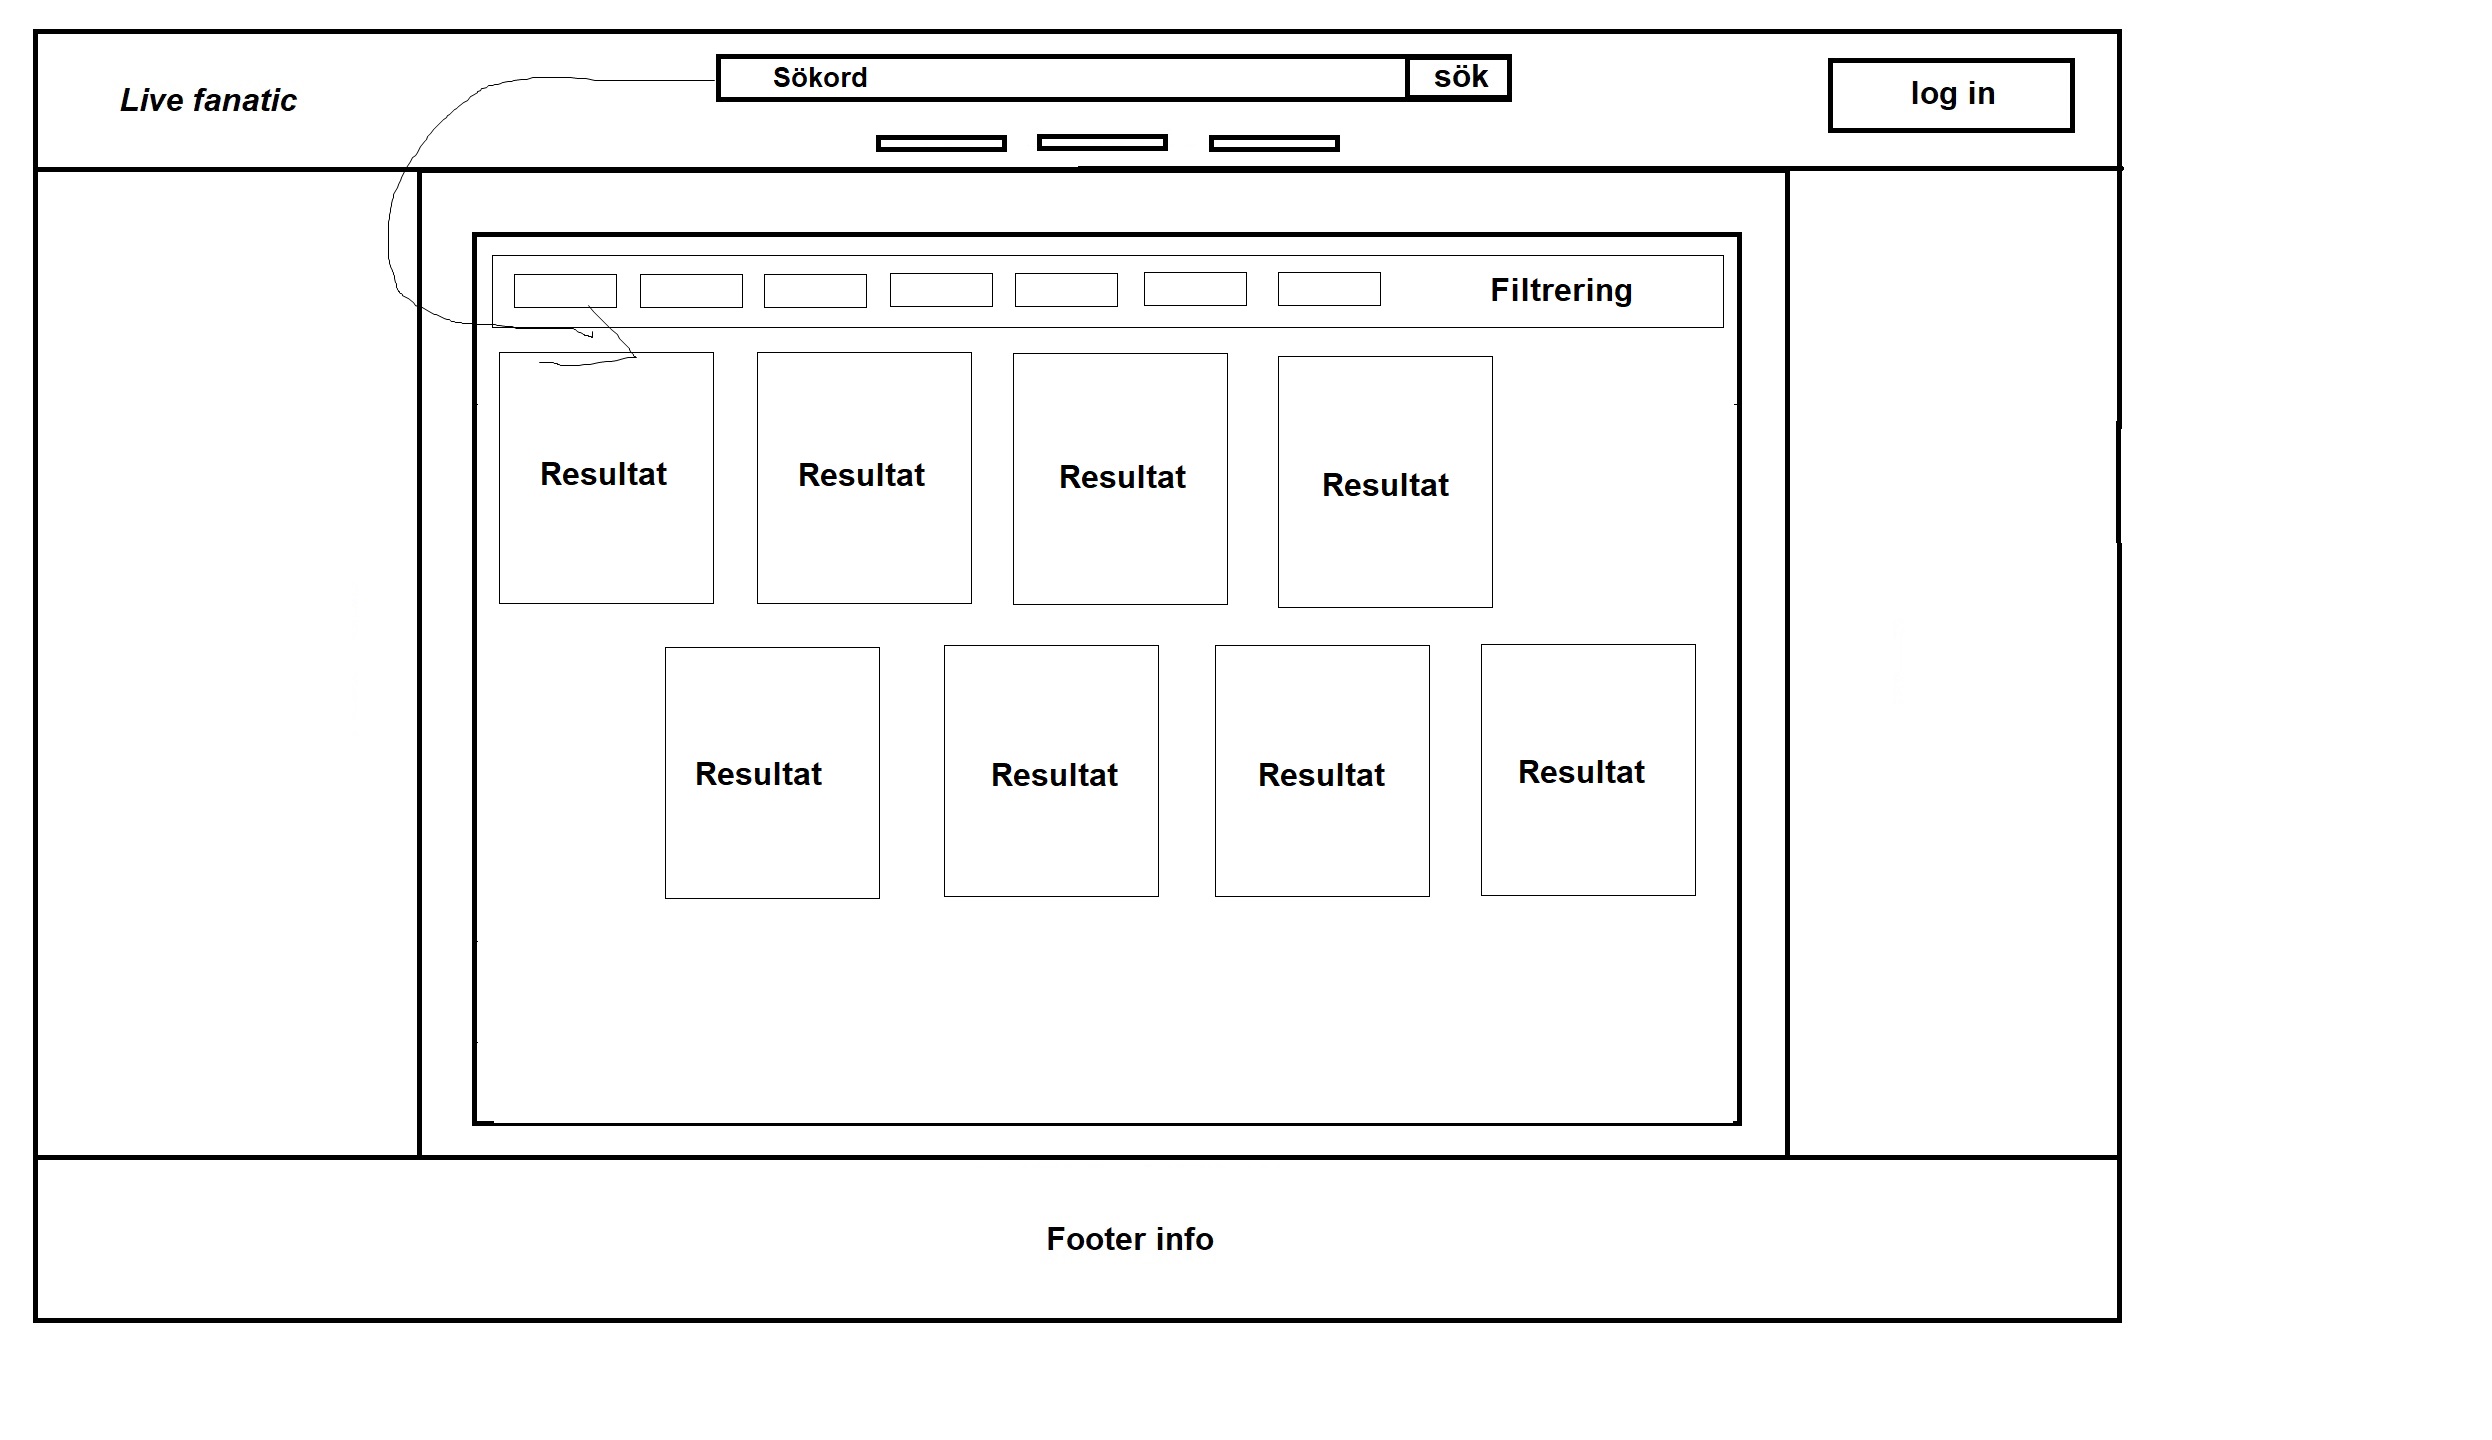 Live fanatic
Sökord
sök
log in
Filtrering
Resultat
Resultat
Resultat
Resultat
Resultat
Resultat
Resultat
Resultat
Footer info